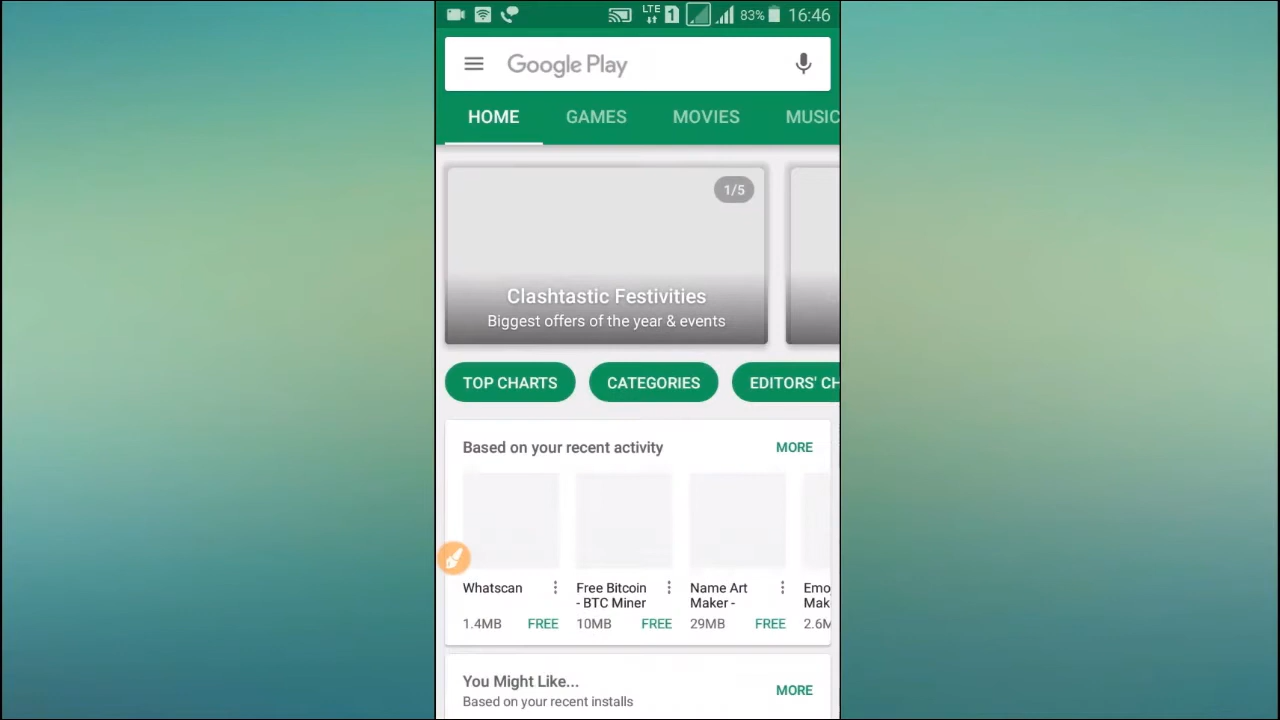 LTE 1 83% 16:46
Google Play
HOME GAMES MOVIES MUSIC
1/5
Clashtastic Festivities
Biggest offers of the year & events
TOP CHARTS CATEGORIES EDITORS' CH
Based on your recent activity MORE
Whatscan Free Bitcoin Name Art Emo
- BTC Miner Maker - Mak
1.4MB FREE 10MB FREE 29MB FREE 2.6M
You Might Like...
MORE
Based on your recent installs